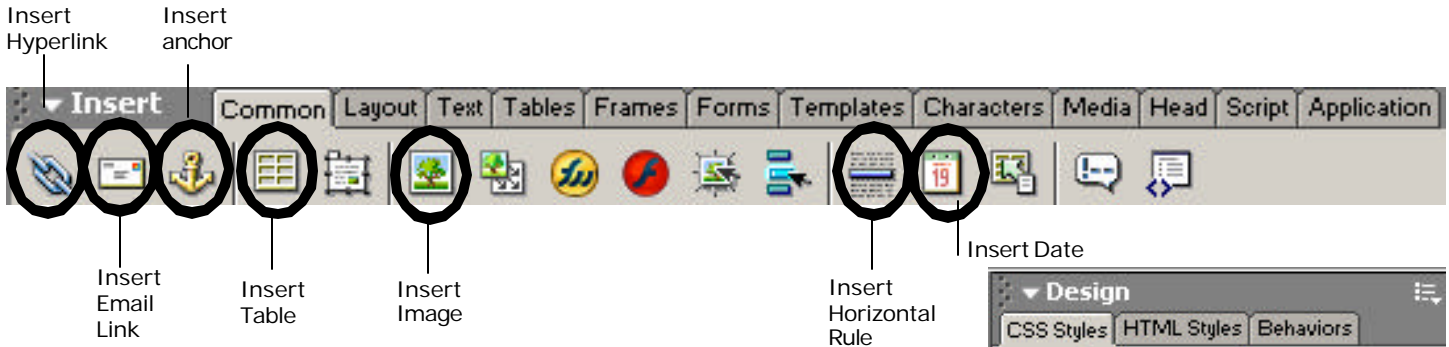 Insert
Hyperlink
Insert
anchor
Insert
Common Layout Text Tables Frames Forms Templates Characters Media Head Script Application
fw
19
Insert Date
Insert
Email
Link
Insert
Table
Insert
Image
Insert
Horizontal
Rule
Design
CSS Styles HTML Styles Behaviors